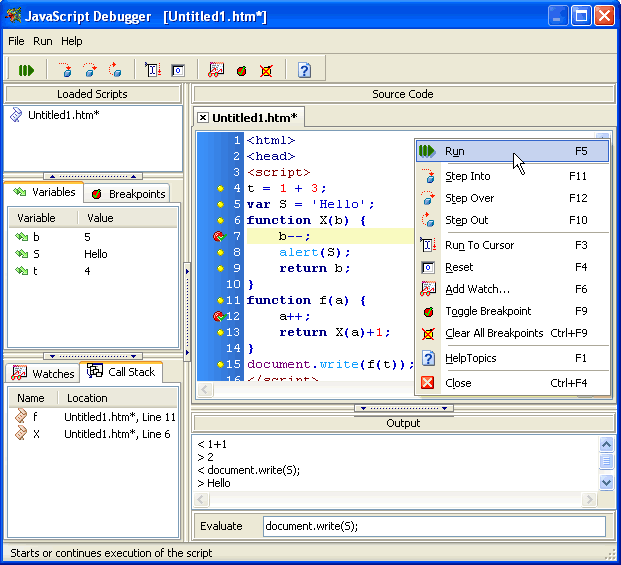 JavaScript Debugger [Untitled1.htm*]
File Run Help
Loaded Scripts
Untitled1.htm*
Variables Breakpoints
Variable Value
b 5
S Hello
t 4
Watches Call Stack
Name Location
f Untitled1.htm*, Line 11
X Untitled1.htm*, Line 6
Source Code
Untitled1.htm*
1 <html>
2 <head>
3 <script>
4 t = 1 + 3;
5 var S = 'Hello';
6 function X(b) {
7 b--;
8 alert(S);
9 return b;
10 }
11 function f(a) {
12 a++;
13 return X(a)+1;
14 }
15 document.write(f(t));
16 </script>
Run F5
Step Into F11
Step Over F12
Step Out F10
Run To Cursor F3
Reset F4
Add Watch... F6
Toggle Breakpoint F9
Clear All Breakpoints Ctrl+F9
HelpTopics F1
Close Ctrl+F4
Output
< 1+1
> 2
< document.write(S);
> Hello
Evaluate document.write(S);
Starts or continues execution of the script